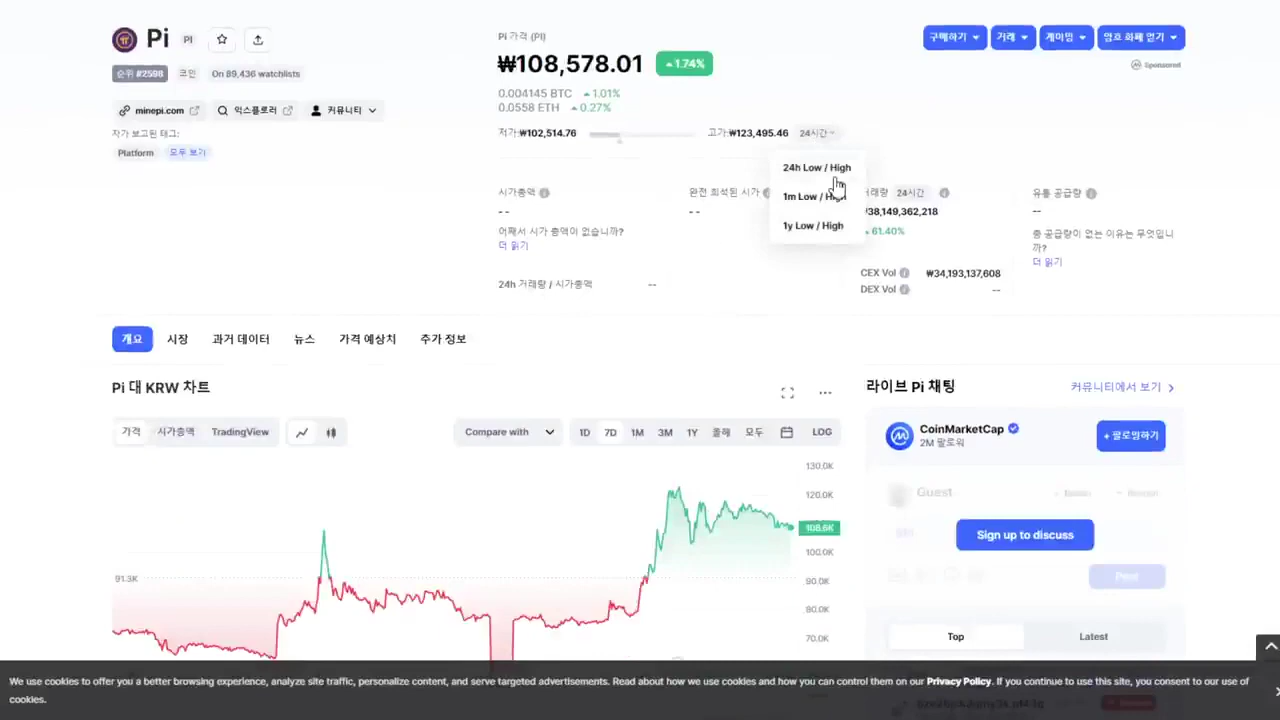 Pi PI
순위 #2598 코인 On 89,436 watchlists
minepi.com 익스플로러 커뮤니티
자가 보고된 태그:
Platform 모두 보기
Pi 가격 (PI)
₩108,578.01 1.74%
0.004145 BTC 1.01%
0.0558 ETH 0.27%
저가:₩102,514.76 고가:₩123,495.46 24시간
24h Low / High
1m Low / High
1y Low / High
구매하기 거래 게이밍 암호 화폐 얻기
Sponsored
시가총액
- -
어째서 시가 총액이 없습니까?
더 읽기
완전 희석된 시가
- -
거래량 24시간
₩38,149,362,218
61.40%
유통 공급량
--
총 공급량이 없는 이유는 무엇입니
까?
더 읽기
CEX Vol ₩34,193,137,608
DEX Vol --
24h 거래량 / 시가총액 --
개요 시장 과거 데이터 뉴스 가격 예상치 추가 정보
Pi 대 KRW 차트
가격 시가총액 TradingView
Compare with 1D 7D 1M 3M 1Y 올해 모두 LOG
130.0K
120.0K
108.6K
100.0K
91.3K
90.0K
80.0K
70.0K
라이브 Pi 채팅 커뮤니티에서 보기
CoinMarketCap
2M 팔로워
+ 팔로잉하기
Guest
Sign up to discuss
Post
Top Latest
We use cookies to offer you a better browsing experience, analyze site traffic, personalize content, and serve targeted advertisements. Read about how we use cookies and how you can control them on our Privacy Policy. If you continue to use this site, you consent to our use of
cookies.